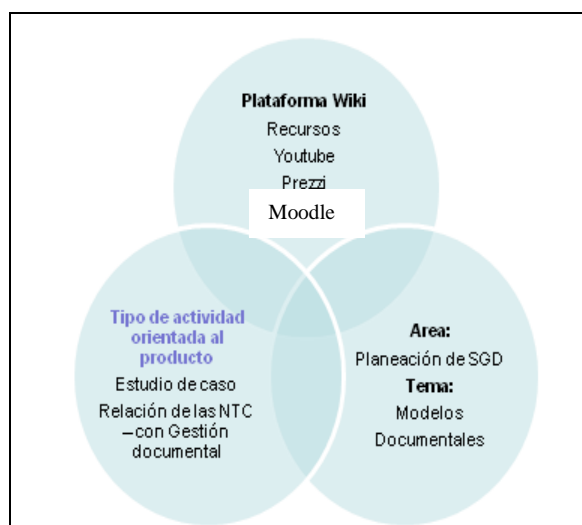 Plataforma Wiki
Recursos
Youtube
Prezzi
Moodle
Tipo de actividad
orientada al
producto
Estudio de caso
Relación de las NTC
–con Gestión
documental
Area:
Planeación de SGD
Tema:
Modelos
Documentales